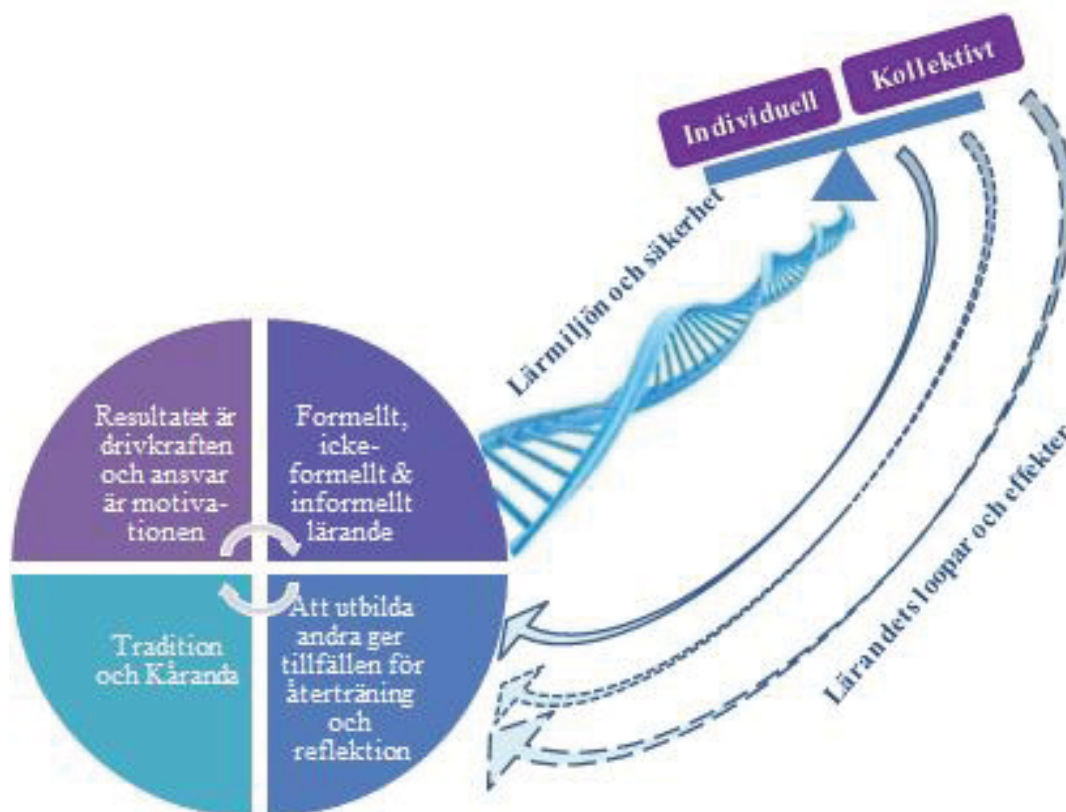 Individuell
Kollektivt
Lärmiljön och säkerhet
Lärandets loopar och effekter
Resultatet är
drivkraften
och ansvar
är motiva-
tionen
Formellt,
icke-
formellt &
informellt
lärande
Tradition
och Kåranda
Att utbilda
andra ger
tillfällen för
återträning
och
reflektion